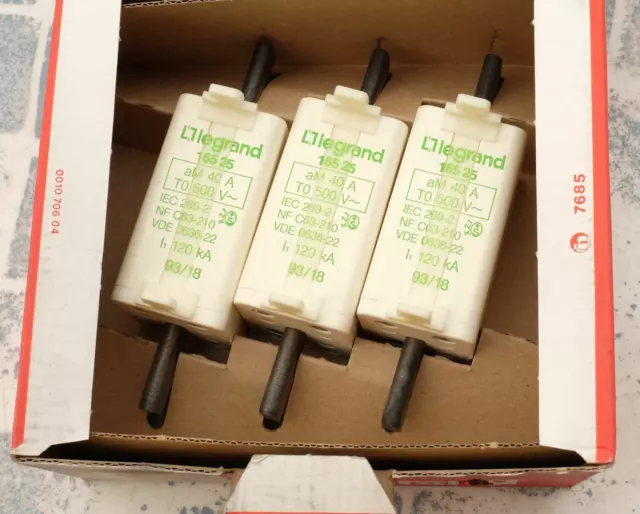 legrand
165 25
aM 40 A
T0 500 V~
IEC 269-2
NF C63-210
VDE 0636-22
I₁ 120 kA
93/18
legrand
165 25
aM 40 A
T0 500 V~
IEC 269-2
NF C63-210
VDE 0636-22
I₁ 120 kA
93/18
legrand
165 25
aM 40 A
T0 500 V~
IEC 269-2
NF C63-210
VDE 0636-22
I₁ 120 kA
93/18
0010 706 04
7685